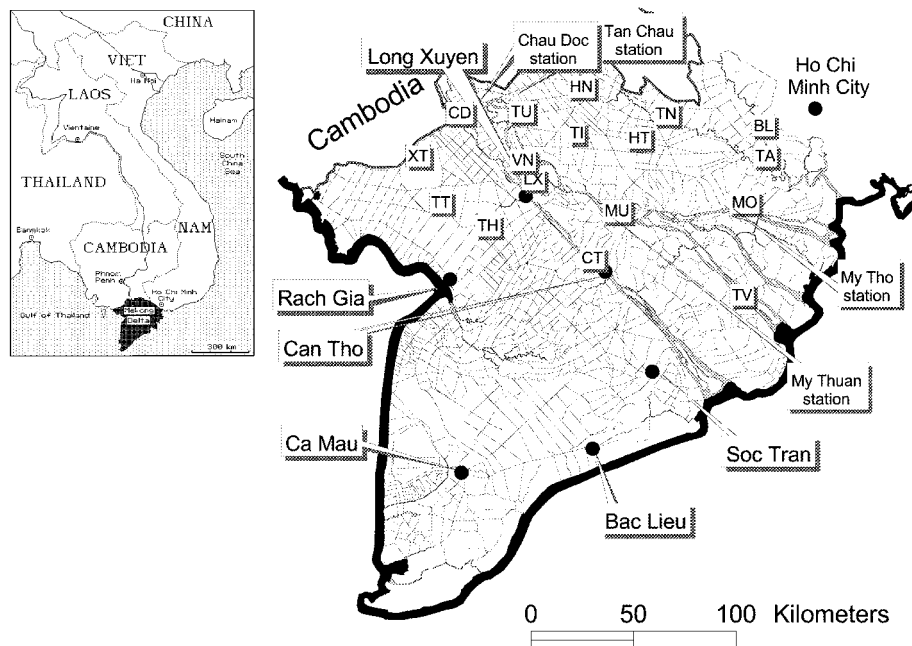 CHINA
VIET
Ha Noi
LAOS
Hainam
Vientaine
South
China
Sea
THAILAND
NAM
Bangkok
CAMBODIA
Phnom
Penh
Ho Chi Minh
City
Mekong
Delta
Gulf of Thailand
300 km
Long Xuyen
Chau Doc
station
Tan Chau
station
Ho Chi
Minh City
Cambodia
HN
CD
TU
TN
TI
HT
BL
XT
VN
TA
LX
TT
MU
MO
TH
CT
My Tho
station
Rach Gia
TV
Can Tho
My Thuan
station
Ca Mau
Soc Tran
Bac Lieu
0 50 100 Kilometers